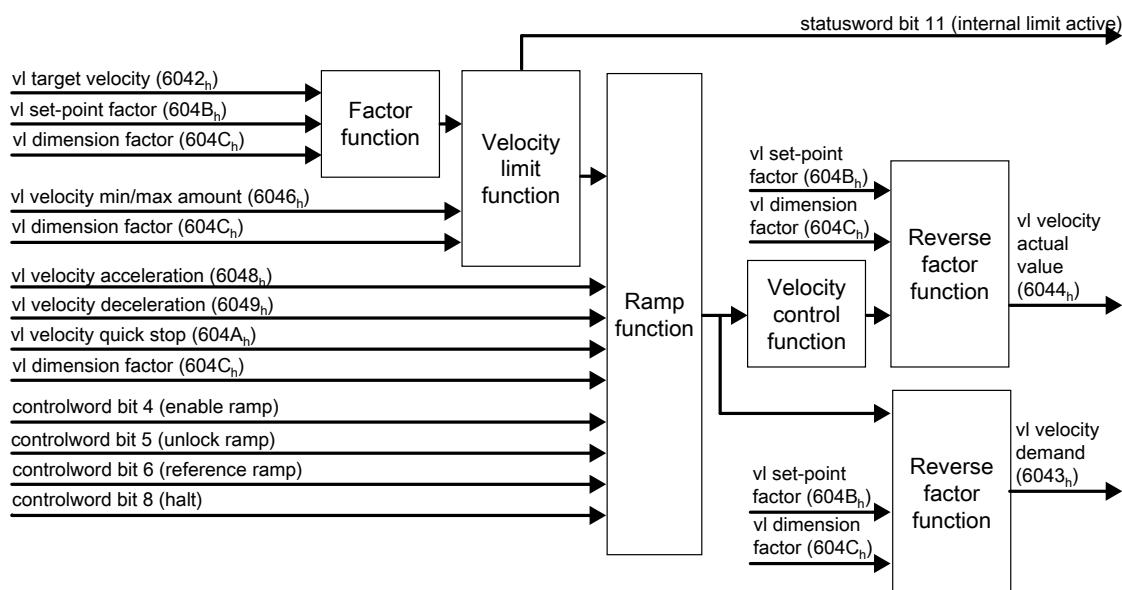 statusword bit 11 (internal limit active)
vl target velocity (6042h)
vl set-point factor (604Bh)
vl dimension factor (604Ch)
Factor
function
vl velocity min/max amount (6046h)
vl dimension factor (604Ch)
Velocity
limit
function
vl velocity acceleration (6048h)
vl velocity deceleration (6049h)
vl velocity quick stop (604Ah)
vl dimension factor (604Ch)
controlword bit 4 (enable ramp)
controlword bit 5 (unlock ramp)
controlword bit 6 (reference ramp)
controlword bit 8 (halt)
Ramp
function
vl set-point
factor (604Bh)
vl dimension
factor (604Ch)
Velocity
control
function
Reverse
factor
function
vl velocity
actual
value
(6044h)
vl set-point
factor (604Bh)
vl dimension
factor (604Ch)
Reverse
factor
function
vl velocity
demand
(6043h)